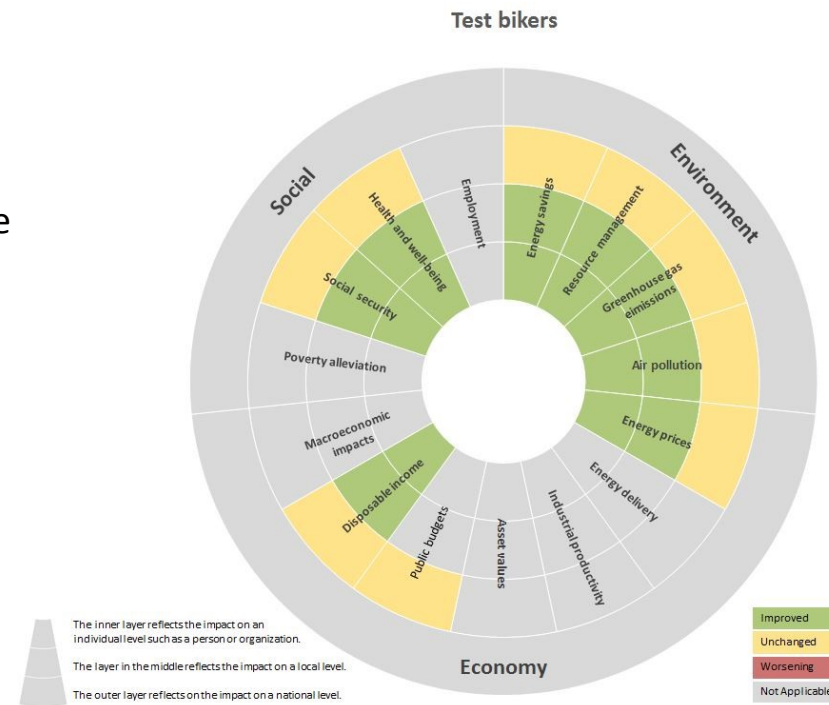 Test bikers
e
Social
Environment
Employment
Energy savings
Health and well-being
Resource management
Social security
Greenhouse gas
eimissions
Poverty alleviation
Air pollution
Macroeconomic
impacts
Energy prices
Disposable income
Energy delivery
Public budgets
Asset values
Industrial productivity
Economy
The inner layer reflects the impact on an
individual level such as a person or organization.
The layer in the middle reflects the impact on a local level.
The outer layer reflects on the impact on a national level.
Improved
Unchanged
Worsening
Not Applicable